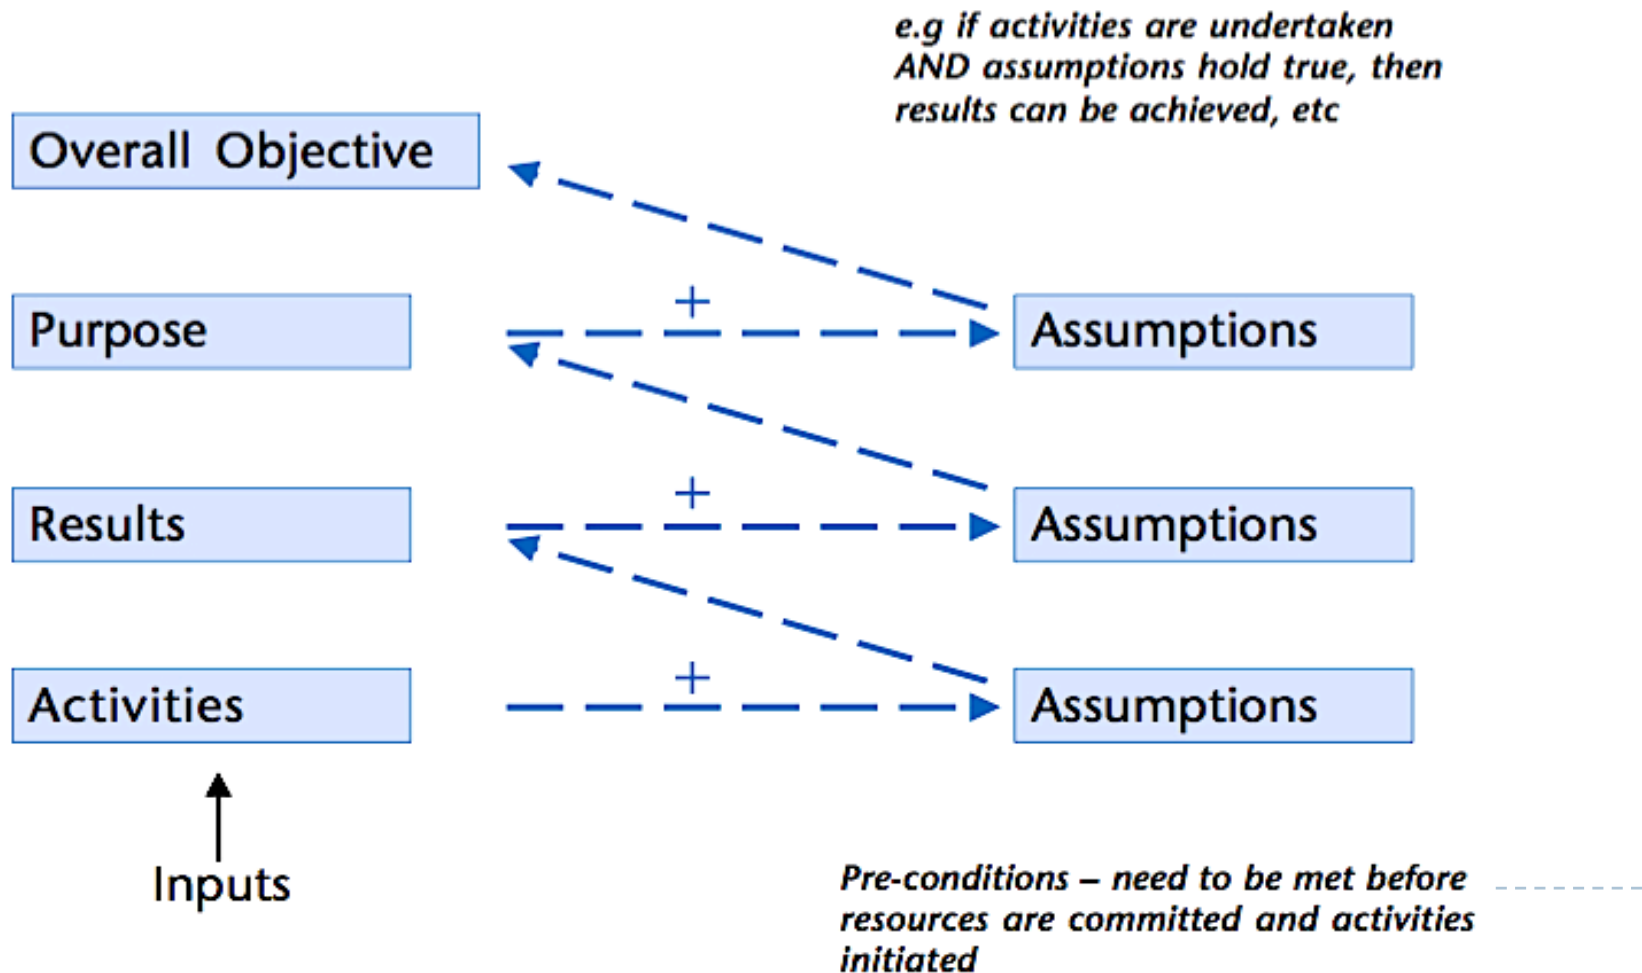 e.g if activities are undertaken
AND assumptions hold true, then
results can be achieved, etc
Overall Objective
+
Purpose
Assumptions
+
Results
Assumptions
+
Activities
Assumptions
Inputs
Pre-conditions – need to be met before
resources are committed and activities
initiated